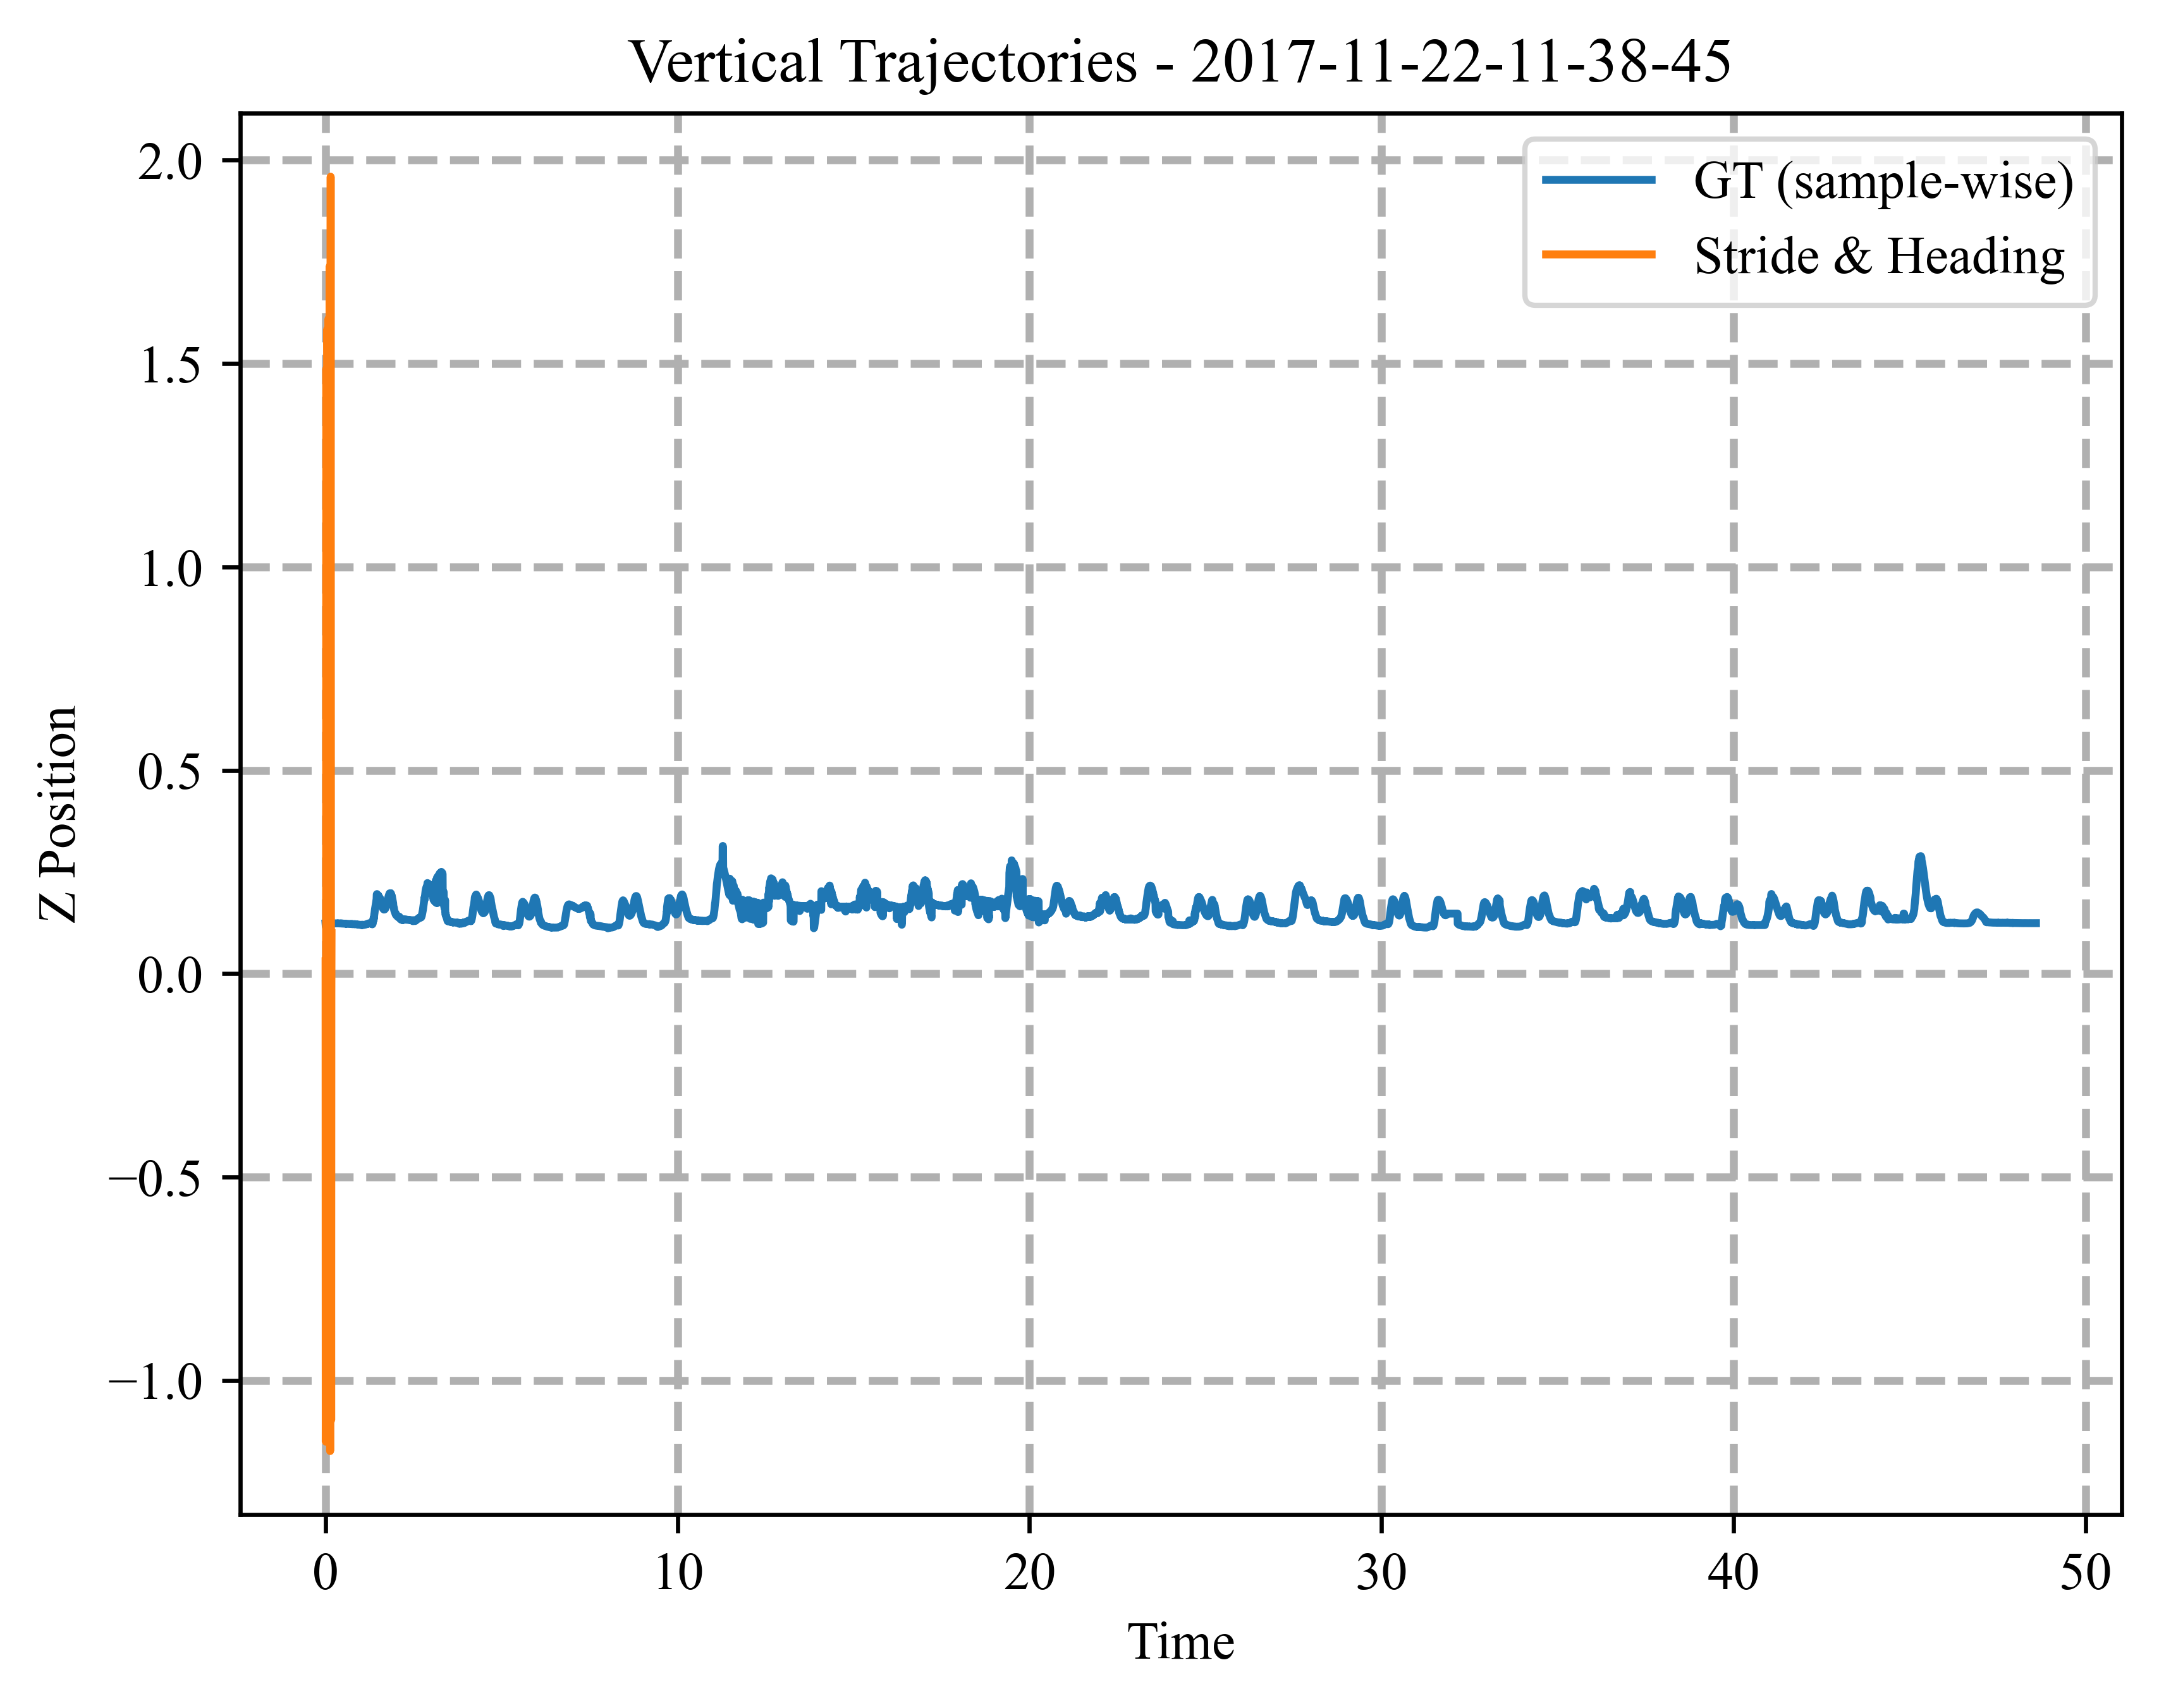 Vertical Trajectories - 2017-11-22-11-38-45
GT (sample-wise)
Stride & Heading
2.0
1.5
1.0
0.5
0.0
−0.5
−1.0
Z Position
0 10 20 30 40 50
Time